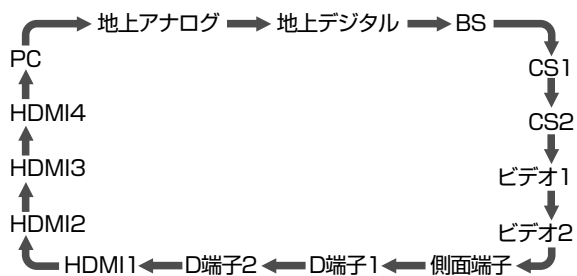 地上アナログ 地上デジタル BS
PC
CS1
HDMI4
CS2
HDMI3
ビデオ1
HDMI2
ビデオ2
HDMI1 D端子2 D端子1 側面端子